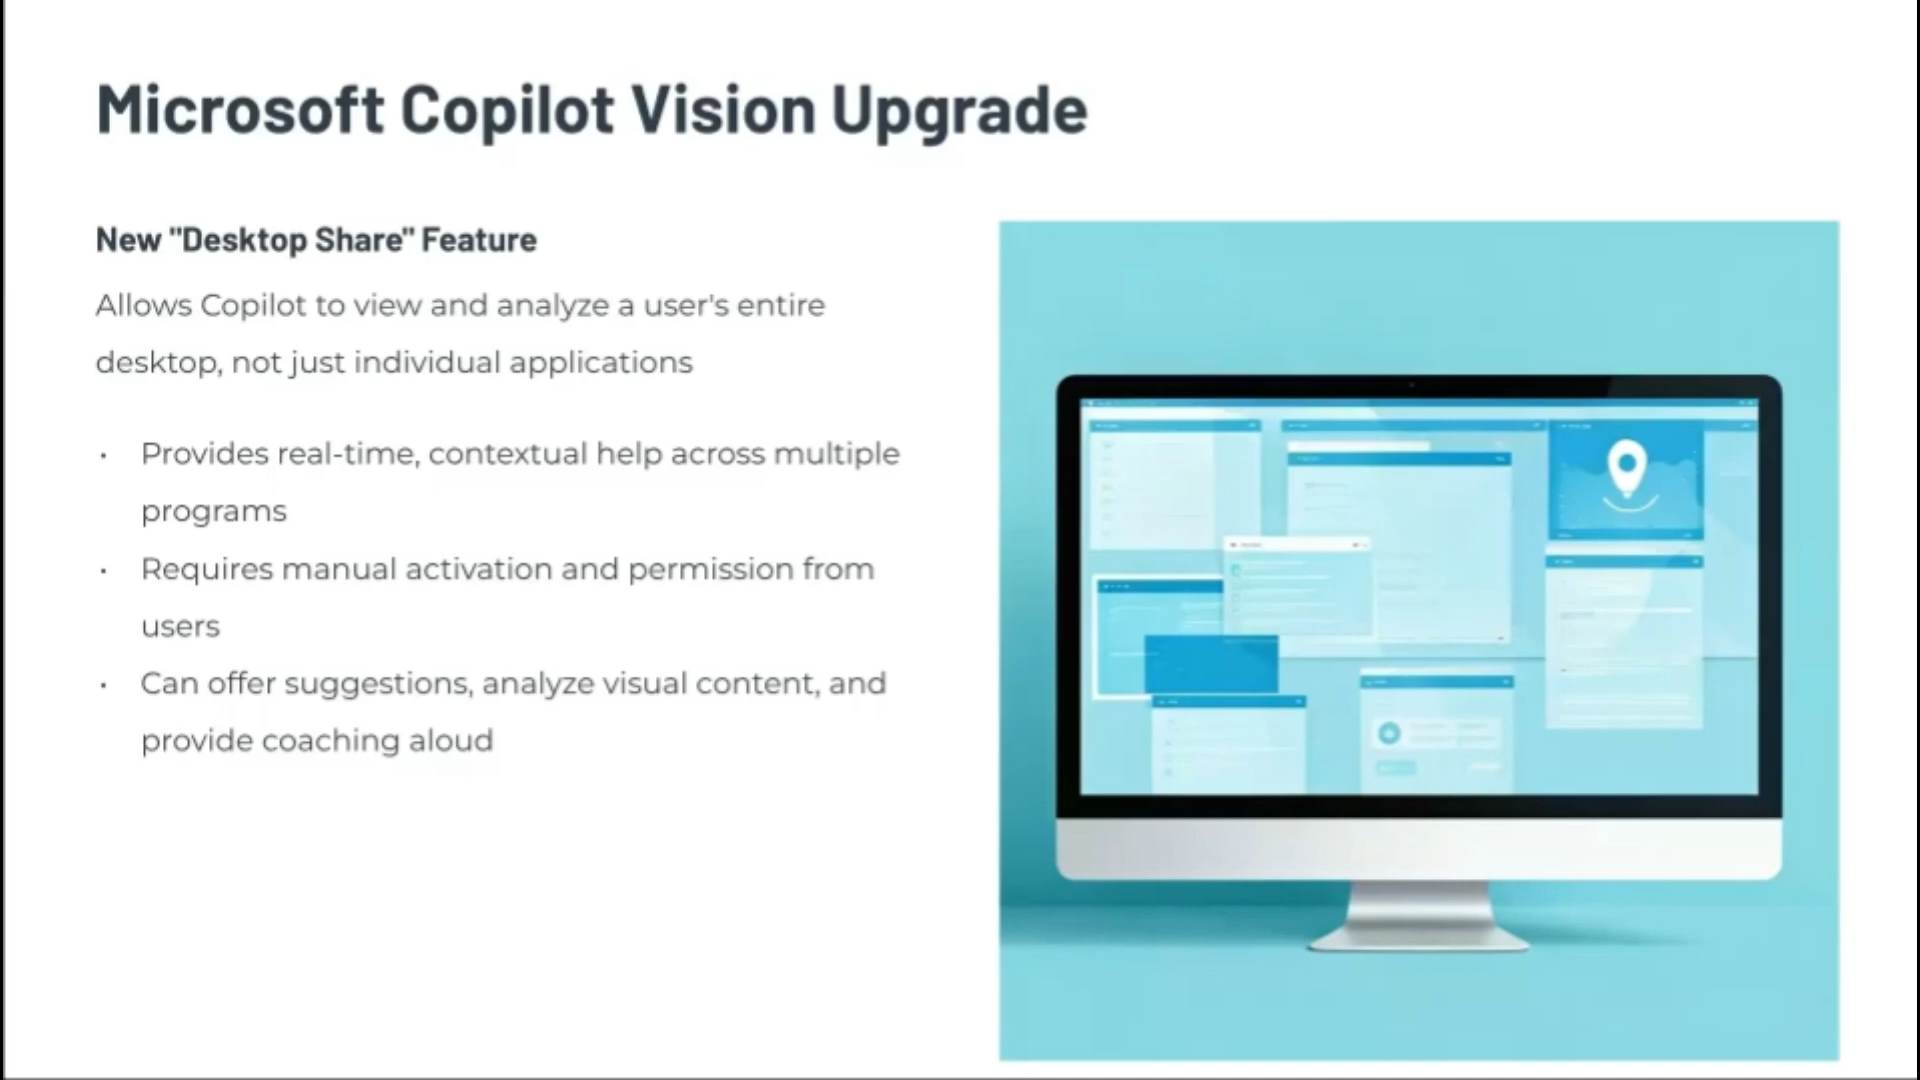 Microsoft Copilot Vision Upgrade
New "Desktop Share" Feature
Allows Copilot to view and analyze a user's entire
desktop, not just individual applications
• Provides real-time, contextual help across multiple
programs
• Requires manual activation and permission from
users
• Can offer suggestions, analyze visual content, and
provide coaching aloud